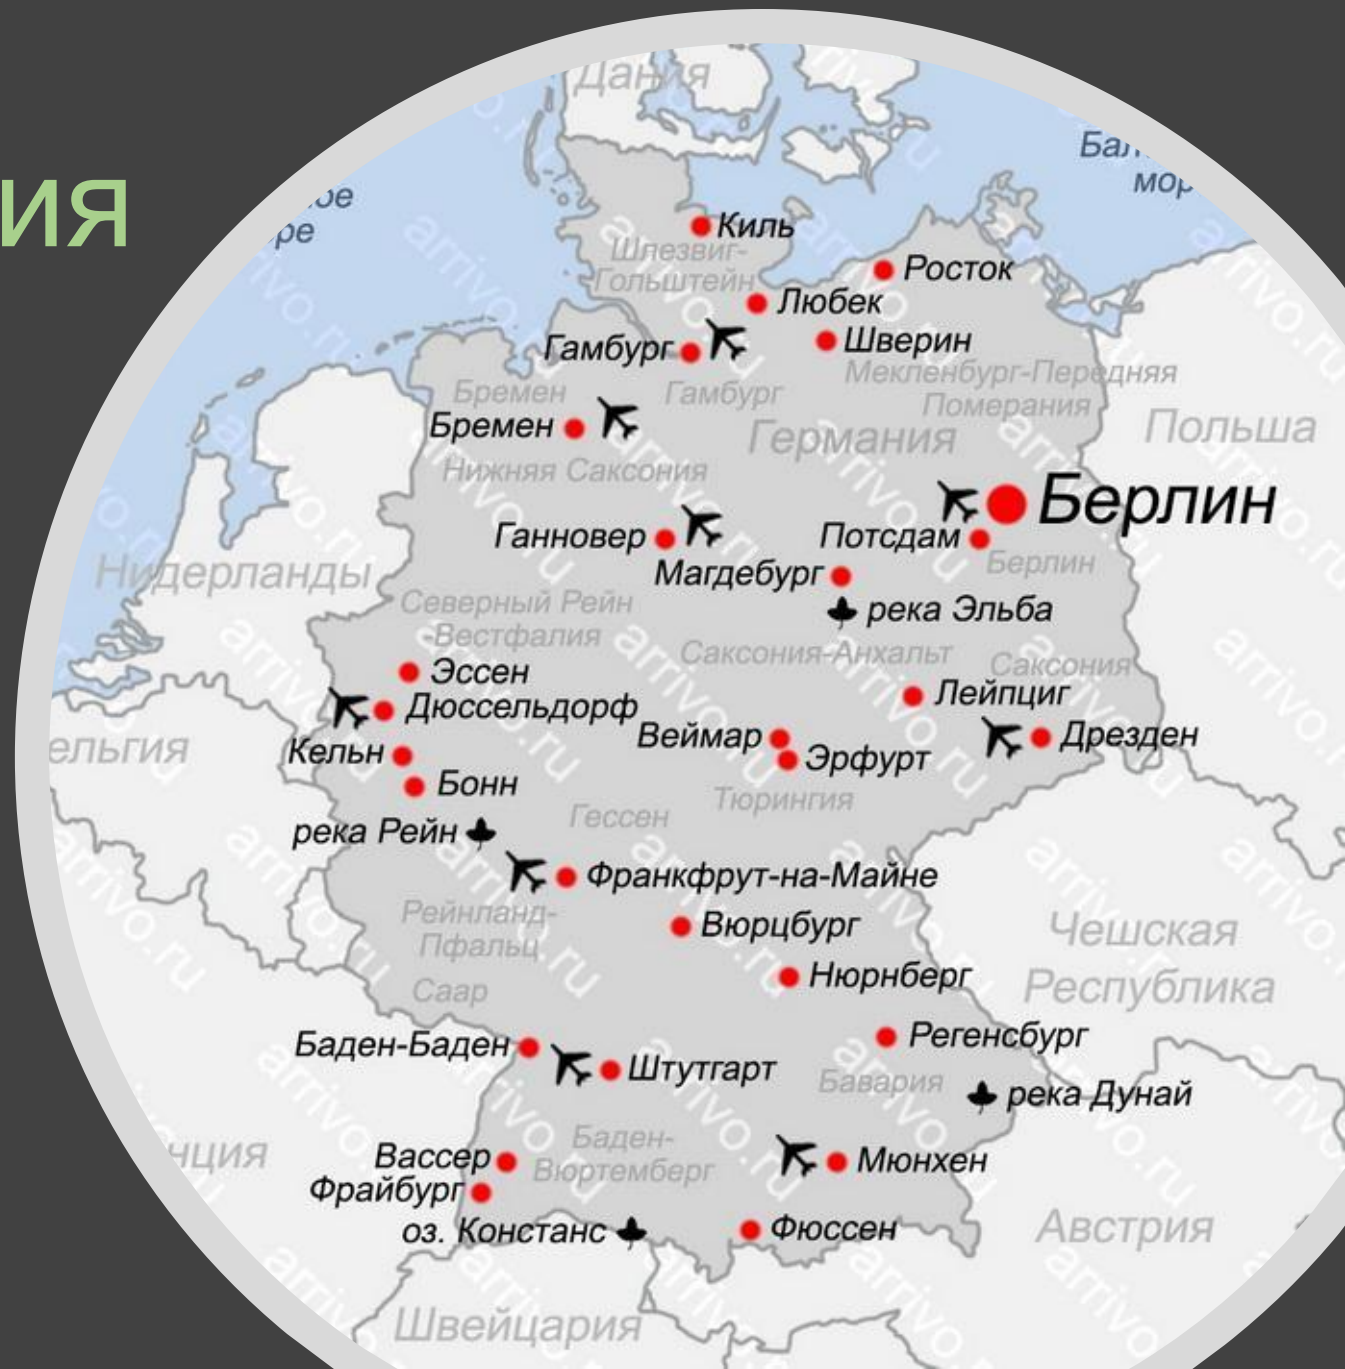 ия
Дания
Бал
мор
ое
ре
Киль
Шлезвиг-
Гольштейн
Росток
Любек
Гамбург
Шверин
Мекленбург-Передняя
Померания
Бремен
Гамбург
Бремен
Германия
Польша
Нижняя Саксония
Берлин
Ганновер
Потсдам
Берлин
Магдебург
Нидерланды
река Эльба
Северный Рейн
-Вестфалия
Саксония-Анхальт
Саксония
Эссен
Лейпциг
Дюссельдорф
Веймар
Дрезден
ельгия
Кельн
Эрфурт
Бонн
Тюрингия
Гессен
река Рейн
Франкфрут-на-Майне
Рейнланд-
Пфальц
Вюрцбург
Чешская
Республика
Нюрнберг
Саар
Баден-Баден
Регенсбург
Штутгарт
Бавария
река Дунай
нция
Баден-
Вюртемберг
Вассер
Мюнхен
Фрайбург
оз. Констанс
Фюссен
Австрия
Швейцария
arrivo.ru